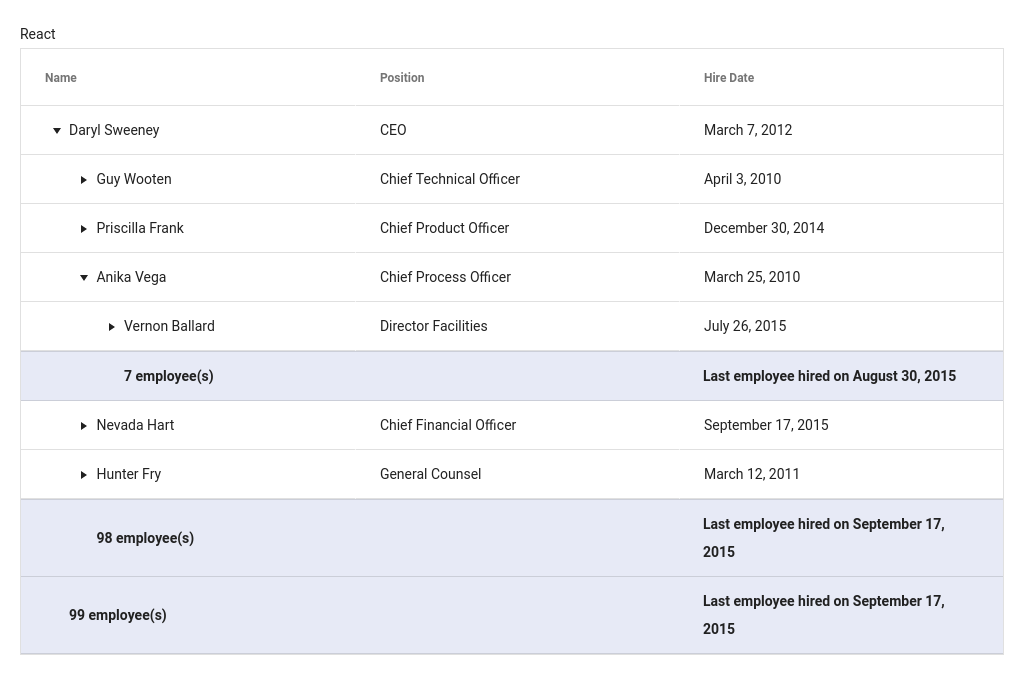 React
Name Position Hire Date
Daryl Sweeney CEO March 7, 2012
Guy Wooten Chief Technical Officer April 3, 2010
Priscilla Frank Chief Product Officer December 30, 2014
Anika Vega Chief Process Officer March 25, 2010
Vernon Ballard Director Facilities July 26, 2015
7 employee(s) Last employee hired on August 30, 2015
Nevada Hart Chief Financial Officer September 17, 2015
Hunter Fry General Counsel March 12, 2011
98 employee(s) Last employee hired on September 17,
2015
99 employee(s) Last employee hired on September 17,
2015